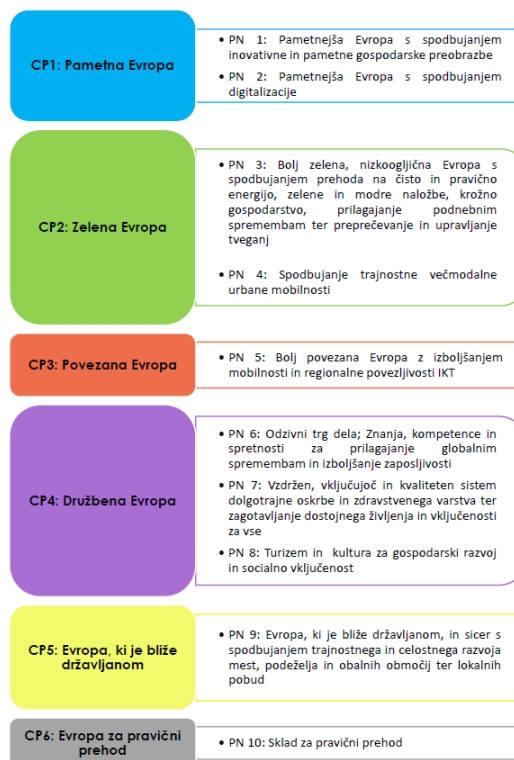 CP1: Pametna Evropa
• PN 1: Pametnejša Evropa s spodbujanjem
inovativne in pametne gospodarske preobrazbe
• PN 2: Pametnejša Evropa s spodbujanjem
digitalizacije
CP2: Zelena Evropa
• PN 3: Bolj zelena, nizkoogljična Evropa s
spodbujanjem prehoda na čisto in pravično
energijo, zelene in modre naložbe, krožno
gospodarstvo, prilagajanje podnebnim
spremembam ter preprečevanje in upravljanje
tveganj
• PN 4: Spodbujanje trajnostne večmodalne
urbane mobilnosti
CP3: Povezana Evropa
• PN 5: Bolj povezana Evropa z izboljšanjem
mobilnosti in regionalne povezljivosti IKT
CP4: Družbena Evropa
• PN 6: Odzivni trg dela; Znanja, kompetence in
spretnosti za prilagajanje globalnim
spremembam in izboljšanje zaposljivosti
• PN 7: Vzdržen, vključujoč in kvaliteten sistem
dolgotrajne oskrbe in zdravstvenega varstva ter
zagotavljanje dostojnega življenja in vključenosti
za vse
• PN 8: Turizem in kultura za gospodarski razvoj
in socialno vključenost
CP5: Evropa, ki je bliže
državljanom
• PN 9: Evropa, ki je bliže državljanom, in sicer s
spodbujanjem trajnostnega in celostnega razvoja
mest, podeželja in obalnih območij ter lokalnih
pobud
CP6: Evropa za pravični
prehod
• PN 10: Sklad za pravični prehod